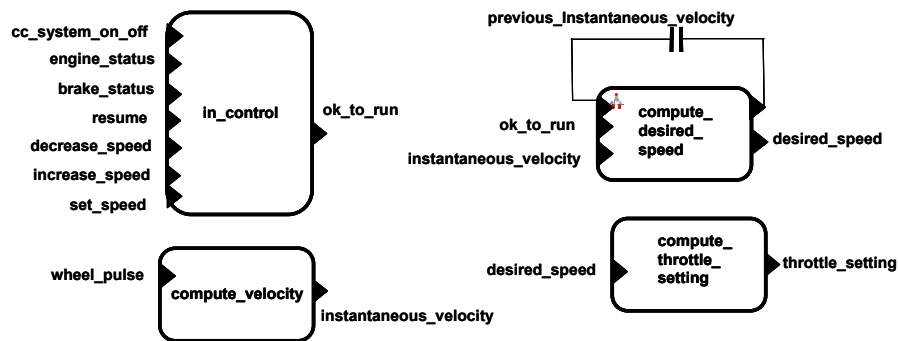 cc_system_on_off
engine_status
brake_status
resume
decrease_speed
increase_speed
set_speed
in_control
ok_to_run
previous_Instantaneous_velocity
ok_to_run
instantaneous_velocity
compute_
desired_
speed
desired_speed
wheel_pulse
compute_velocity
instantaneous_velocity
desired_speed
compute_
throttle_
setting
throttle_setting